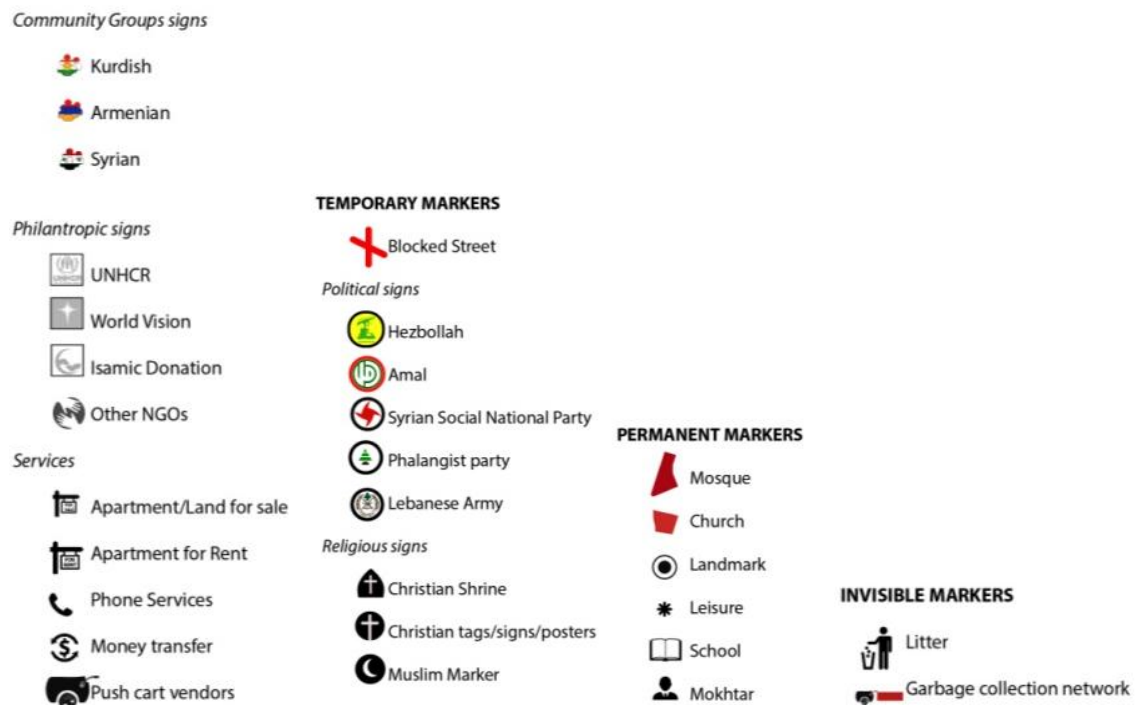 Community Groups signs
Kurdish
Armenian
Syrian
Philantropic signs
UNHCR
World Vision
Isamic Donation
Other NGOs
Services
Apartment/Land for sale
Apartment for Rent
Phone Services
Money transfer
Push cart vendors
TEMPORARY MARKERS
Blocked Street
Political signs
Hezbollah
Amal
Syrian Social National Party
Phalangist party
Lebanese Army
Religious signs
Christian Shrine
Christian tags/signs/posters
Muslim Marker
PERMANENT MARKERS
Mosque
Church
Landmark
Leisure
School
Mokhtar
INVISIBLE MARKERS
Litter
Garbage collection network